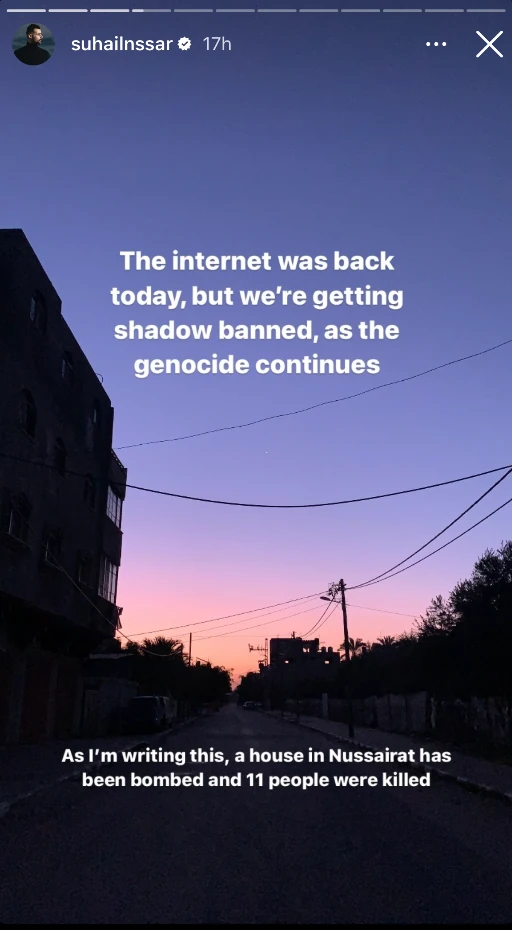 suhailnssar 17h
The internet was back
today, but we're getting
shadow banned, as the
genocide continues
As I'm writing this, a house in Nussairat has
been bombed and 11 people were killed